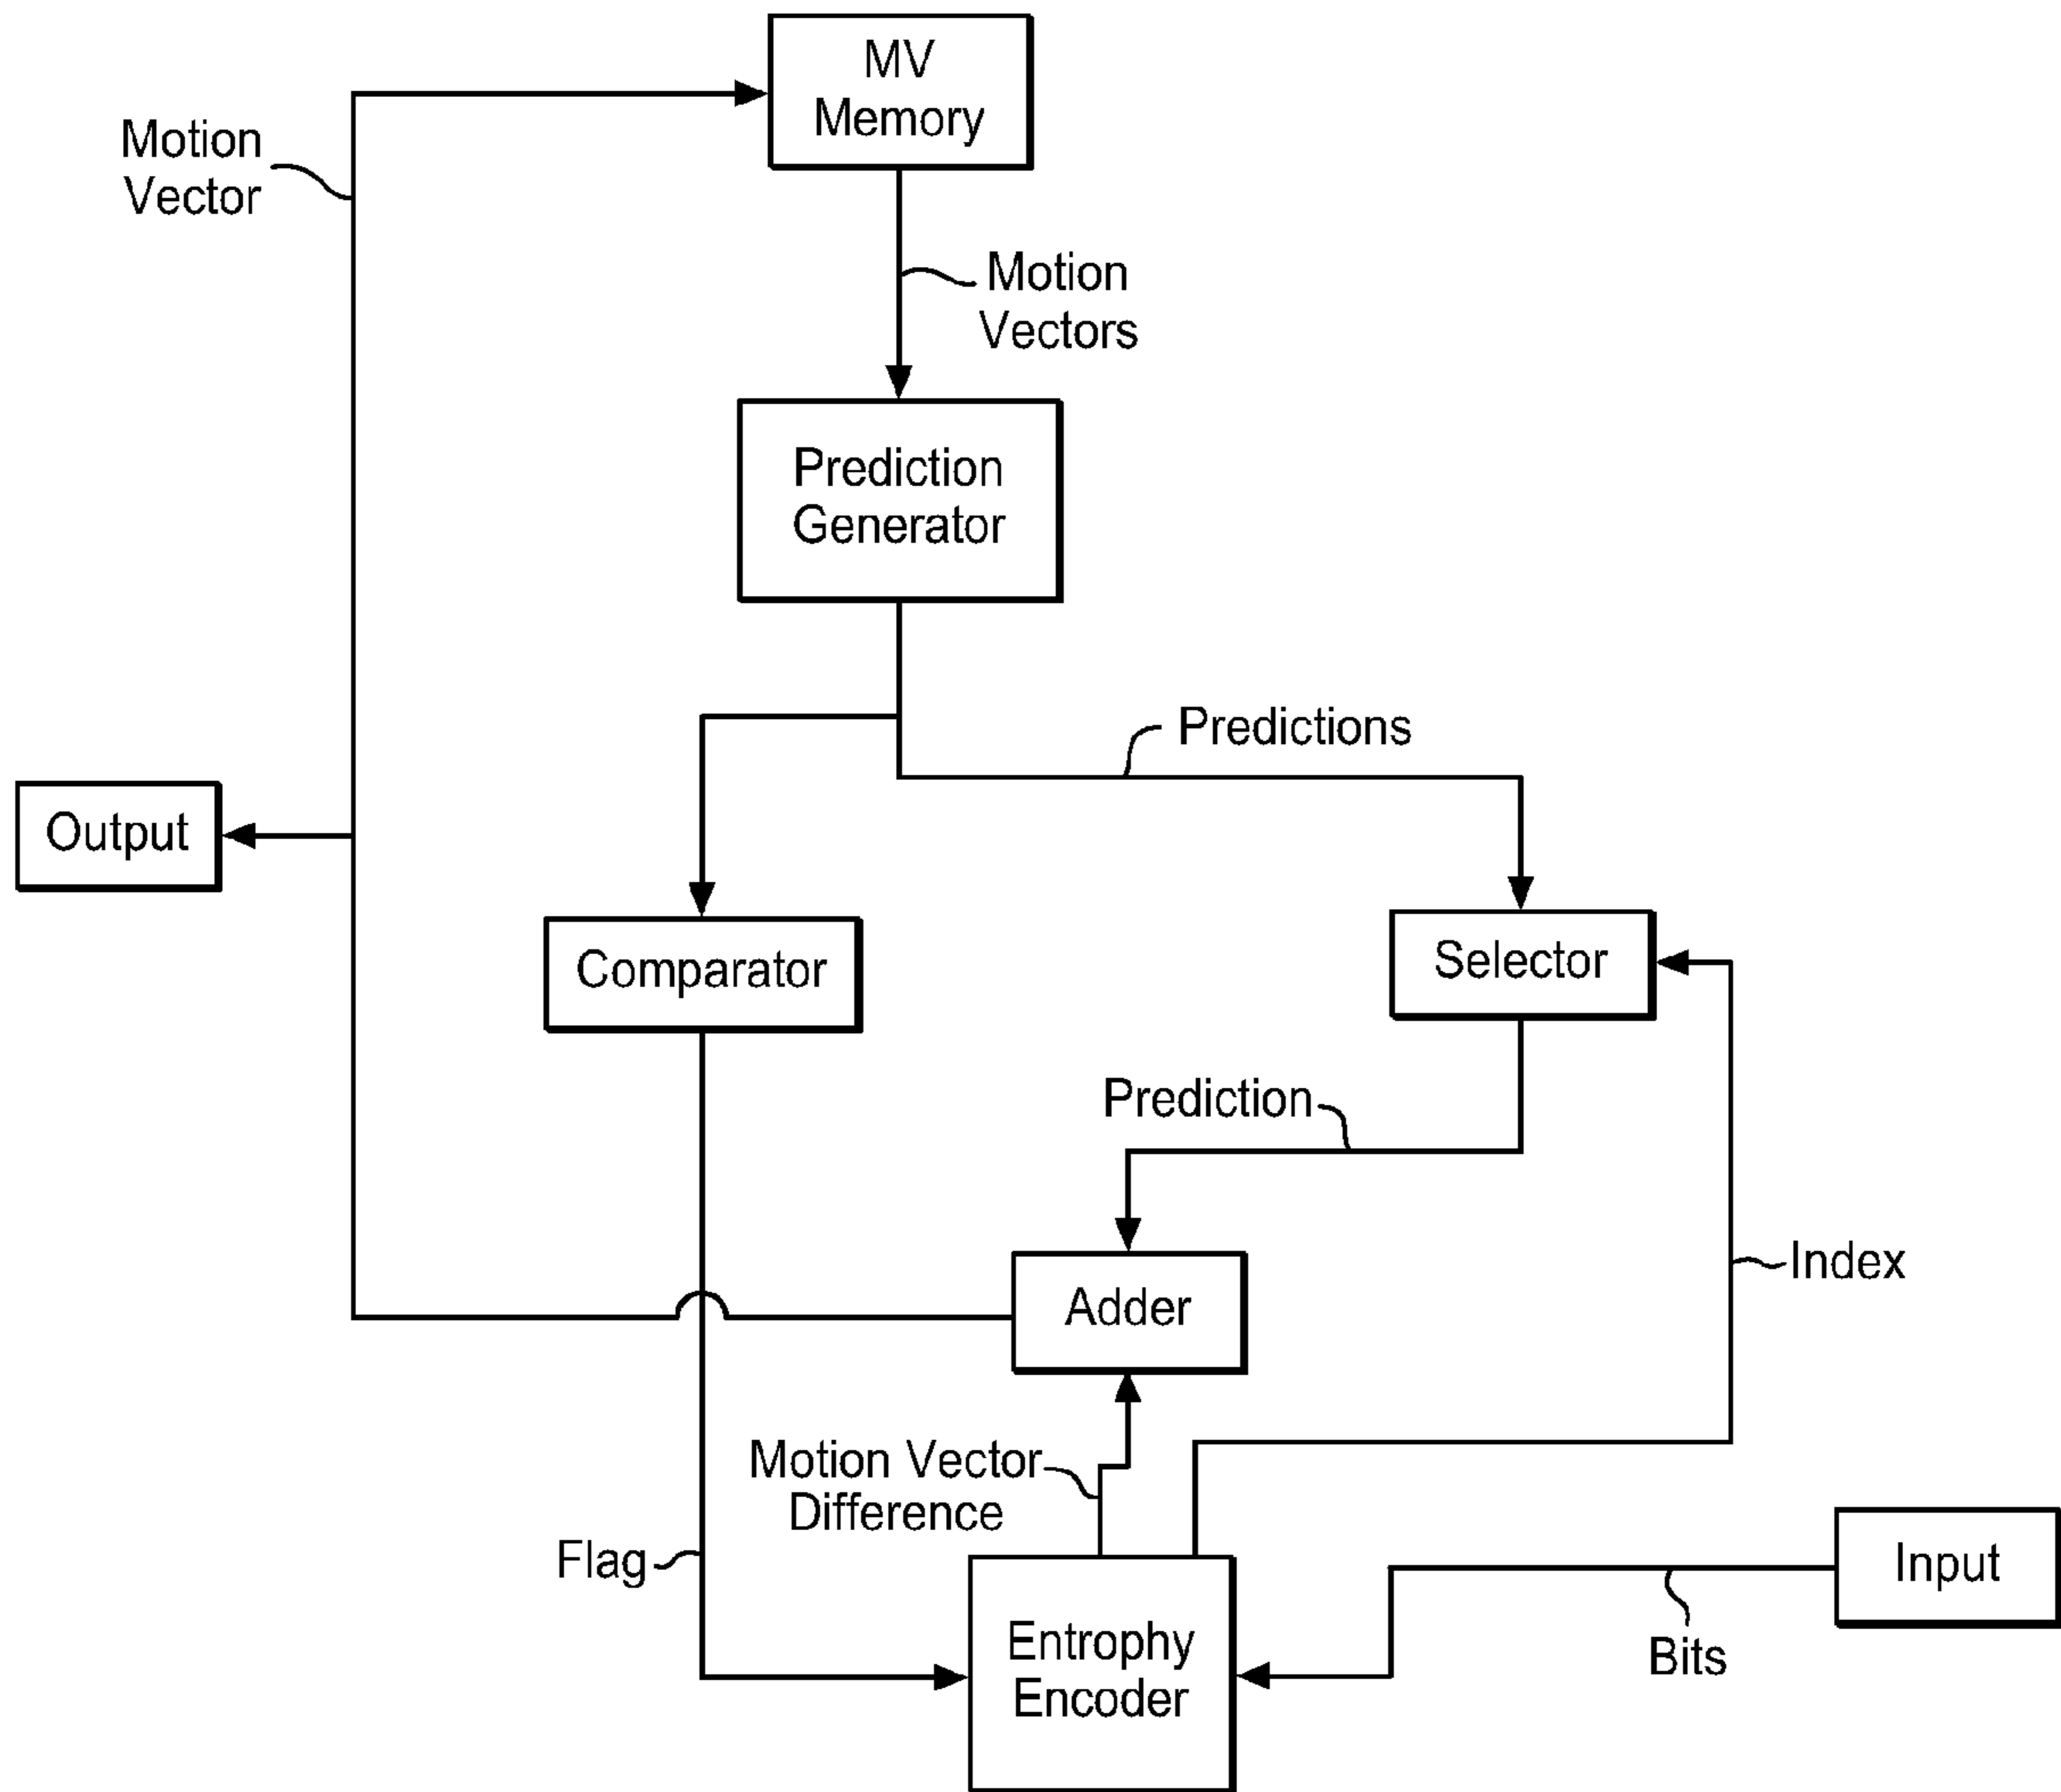 MV
Memory
Motion
Vector
Motion
Vectors
Prediction
Generator
Predictions
Output
Comparator
Selector
Prediction
Index
Adder
Motion Vector
Difference
Flag
Input
Entrophy
Encoder
Bits